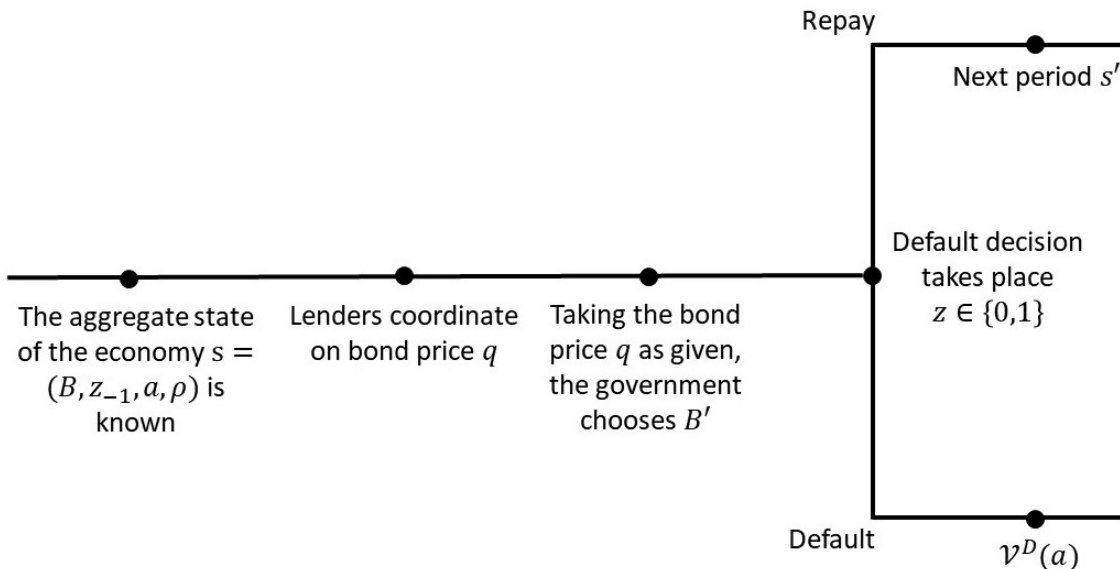 Repay
Next period s′
Default decision
takes place
z ∈ {0,1}
The aggregate state
of the economy s =
(B, z₋₁, a, ρ) is
known
Lenders coordinate
on bond price q
Taking the bond
price q as given,
the government
chooses B′
Default
𝒱ᴰ(a)